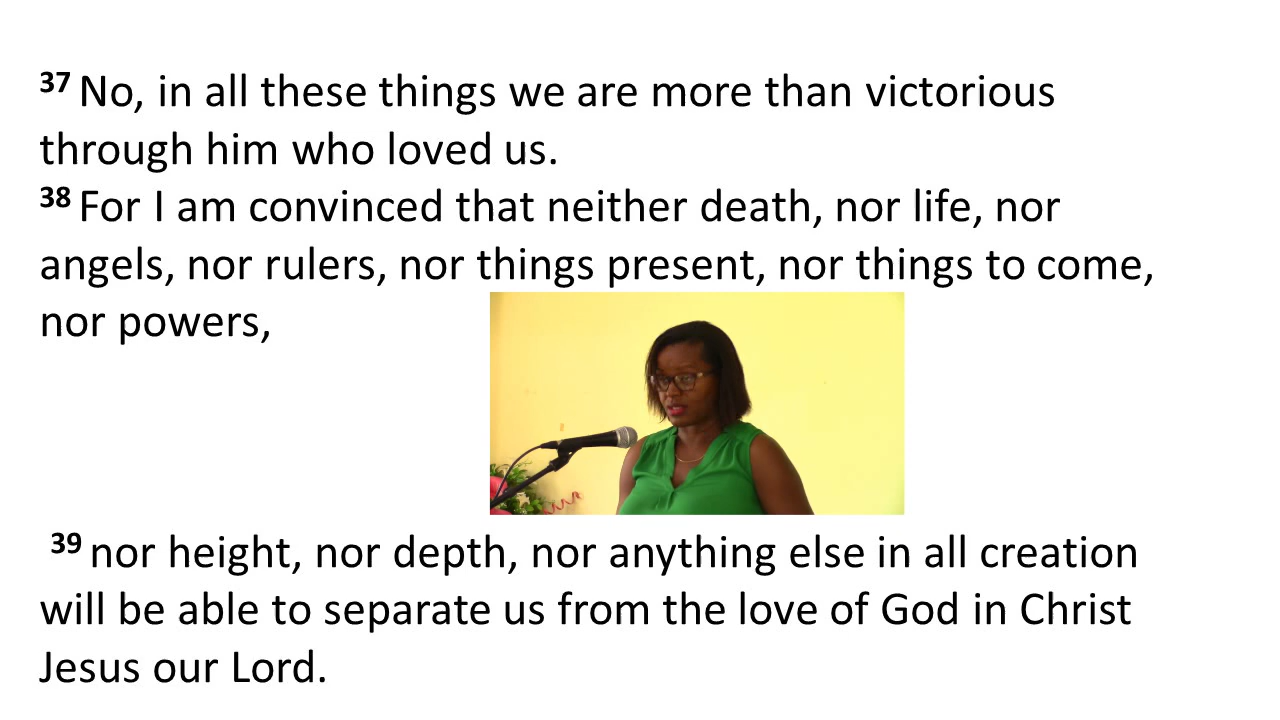 37 No, in all these things we are more than victorious
through him who loved us.
38 For I am convinced that neither death, nor life, nor
angels, nor rulers, nor things present, nor things to come,
nor powers,
39 nor height, nor depth, nor anything else in all creation
will be able to separate us from the love of God in Christ
Jesus our Lord.